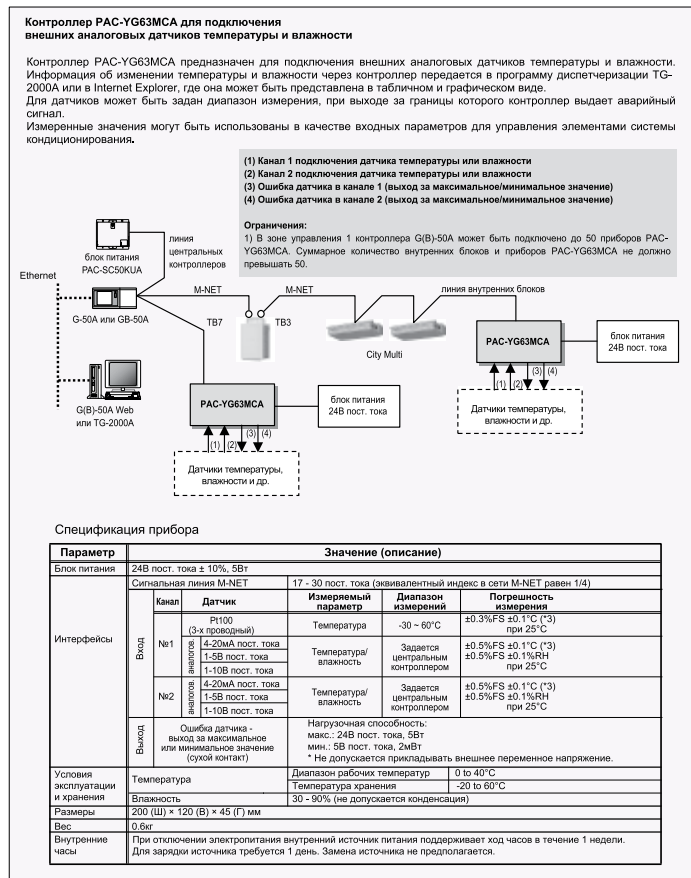 Контроллер PAC-YG63MCA для подключения
внешних аналоговых датчиков температуры и влажности
Контроллер PAC-YG63MCA предназначен для подключения внешних аналоговых датчиков температуры и влажности.
Информация об изменении температуры и влажности через контроллер передается в программу диспетчеризации TG-
2000A или в Internet Explorer, где она может быть представлена в табличном и графическом виде.
Для датчиков может быть задан диапазон измерения, при выходе за границы которого контроллер выдает аварийный
сигнал.
Измеренные значения могут быть использованы в качестве входных параметров для управления элементами системы
кондиционирования.
(1) Канал 1 подключения датчика температуры или влажности
(2) Канал 2 подключения датчика температуры или влажности
(3) Ошибка датчика в канале 1 (выход за максимальное/минимальное значение)
(4) Ошибка датчика в канале 2 (выход за максимальное/минимальное значение)
Ограничения:
1) В зоне управления 1 контроллера G(B)-50A может быть подключено до 50 приборов PAC-
YG63MCA. Суммарное количество внутренних блоков и приборов PAC-YG63MCA не должно
превышать 50.
блок питания
PAC-SC50KUA
линия
центральных
контроллеров
Ethernet
G-50A или GB-50A
M-NET
M-NET
линия внутренних блоков
TB7
TB3
City Multi
PAC-YG63MCA
блок питания
24В пост. тока
(1) (2) (3) (4)
Датчики температуры,
влажности и др.
G(B)-50A Web
или TG-2000A
PAC-YG63MCA
блок питания
24В пост. тока
(1) (2) (3) (4)
Датчики температуры,
влажности и др.
Спецификация прибора
Параметр Значение (описание)
Блок питания 24В пост. тока ± 10%, 5Вт
Интерфейсы
Сигнальная линия M-NET 17 - 30 пост. тока (эквивалентный индекс в сети M-NET равен 1/4)
Вход
Канал Датчик Измеряемый параметр Диапазон измерений Погрешность измерения
№1
Pt100
(3-х проводный)
Температура -30 ~ 60°C ±0.3%FS ±0.1°C (*3)
при 25°C
аналогов.
4-20мА пост. тока
1-5В пост. тока
1-10В пост. тока
Температура/
влажность
Задается
центральным
контроллером
±0.5%FS ±0.1°C (*3)
±0.5%FS ±0.1%RH
при 25°C
№2
аналогов.
4-20мА пост. тока
1-5В пост. тока
1-10В пост. тока
Температура/
влажность
Задается
центральным
контроллером
±0.5%FS ±0.1°C (*3)
±0.5%FS ±0.1%RH
при 25°C
Выход
Ошибка датчика -
выход за максимальное
или минимальное значение
(сухой контакт)
Нагрузочная способность:
макс.: 24В пост. тока, 5Вт
мин.: 5В пост. тока, 2мВт
* Не допускается прикладывать внешнее переменное напряжение.
Условия
эксплуатации
и хранения
Температура
Диапазон рабочих температур 0 to 40°C
Температура хранения -20 to 60°C
Влажность 30 - 90% (не допускается конденсация)
Размеры 200 (Ш) × 120 (В) × 45 (Г) мм
Вес 0.6кг
Внутренние
часы
При отключении электропитания внутренний источник питания поддерживает ход часов в течение 1 недели.
Для зарядки источника требуется 1 день. Замена источника не предполагается.